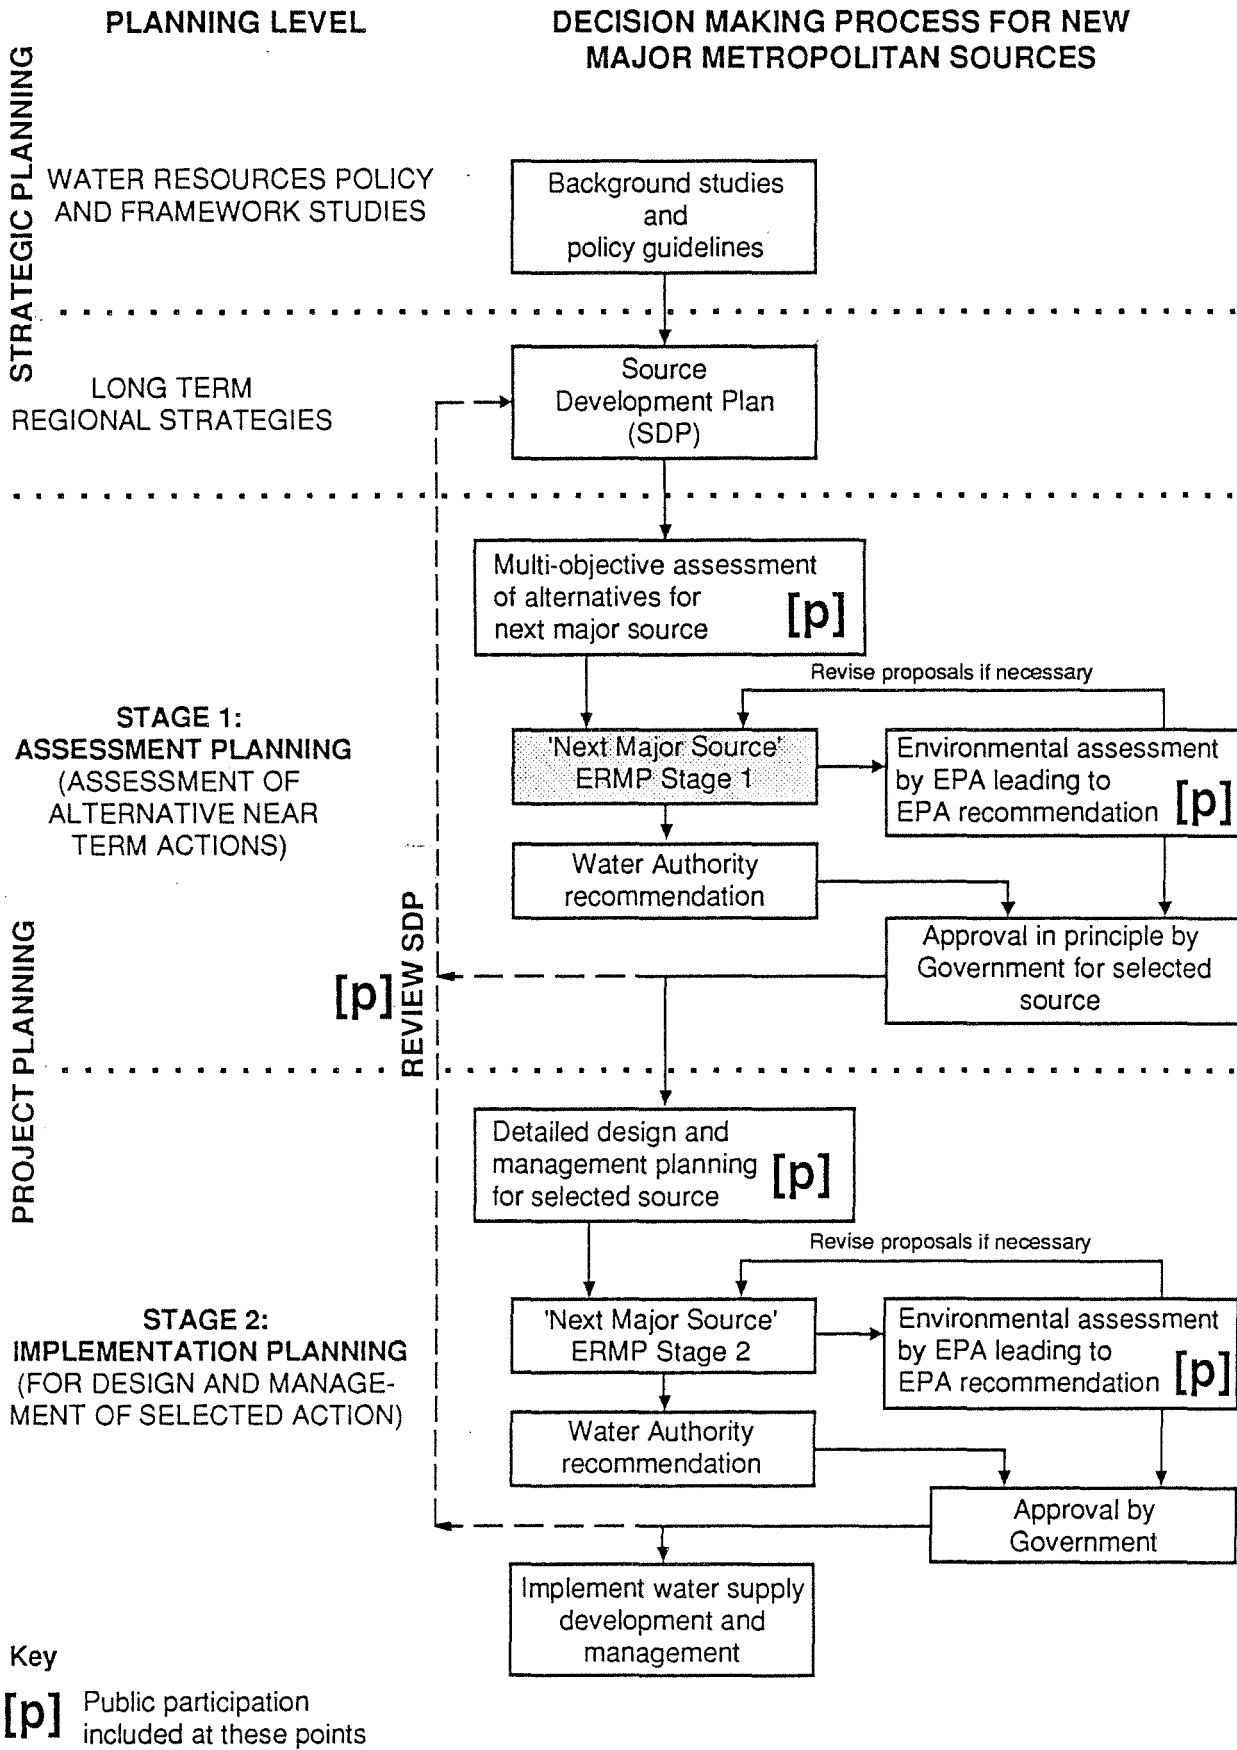 PLANNING LEVEL
DECISION MAKING PROCESS FOR NEW
MAJOR METROPOLITAN SOURCES
STRATEGIC PLANNING
WATER RESOURCES POLICY
AND FRAMEWORK STUDIES
Background studies
and
policy guidelines
LONG TERM
REGIONAL STRATEGIES
Source
Development Plan
(SDP)
Multi-objective assessment
of alternatives for
next major source
[p]
Revise proposals if necessary
STAGE 1:
ASSESSMENT PLANNING
(ASSESSMENT OF
ALTERNATIVE NEAR
TERM ACTIONS)
'Next Major Source'
ERMP Stage 1
Environmental assessment
by EPA leading to
EPA recommendation
[p]
Water Authority
recommendation
Approval in principle by
Government for selected
source
[p]
REVIEW SDP
PROJECT PLANNING
Detailed design and
management planning
for selected source
[p]
Revise proposals if necessary
STAGE 2:
IMPLEMENTATION PLANNING
(FOR DESIGN AND MANAGE-
MENT OF SELECTED ACTION)
'Next Major Source'
ERMP Stage 2
Environmental assessment
by EPA leading to
EPA recommendation
[p]
Water Authority
recommendation
Approval by
Government
Implement water supply
development and
management
Key
[p]
Public participation
included at these points